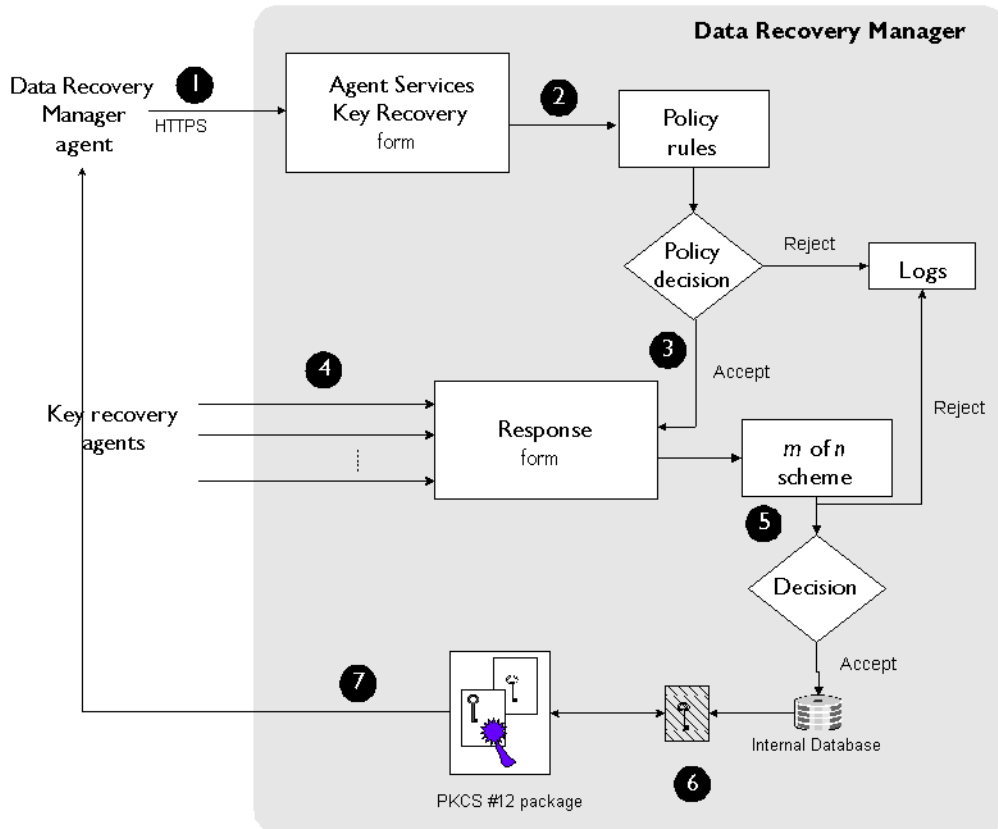 Data Recovery Manager
1
Data Recovery
Manager
agent
HTTPS
Agent Services
Key Recovery
form
2
Policy
rules
Policy
decision
Reject
Logs
3
Accept
4
Key recovery
agents
Response
form
Reject
m of n
scheme
5
Decision
Accept
Internal Database
6
7
PKCS #12 package